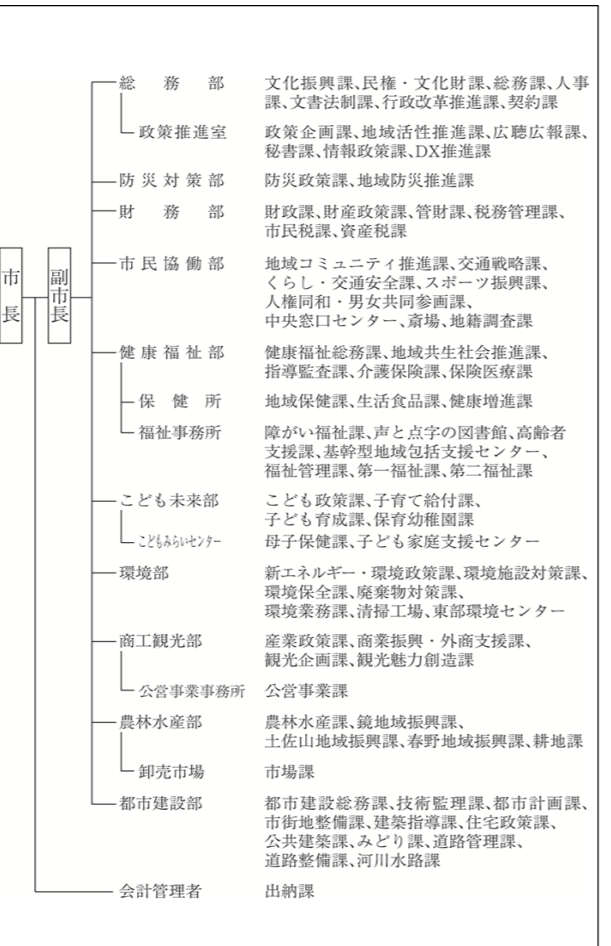 市長
副市長
総務部 文化振興課、民権・文化財課、総務課、人事
課、文書法制課、行政改革推進課、契約課
政策推進室 政策企画課、地域活性推進課、広聴広報課、
秘書課、情報政策課、DX推進課
防災対策部 防災政策課、地域防災推進課
財務部 財政課、財産政策課、管財課、税務管理課、
市民税課、資産税課
市民協働部 地域コミュニティ推進課、交通戦略課、
くらし・交通安全課、スポーツ振興課、
人権同和・男女共同参画課、
中央窓口センター、斎場、地籍調査課
健康福祉部 健康福祉総務課、地域共生社会推進課、
指導監査課、介護保険課、保険医療課
保健所 地域保健課、生活食品課、健康増進課
福祉事務所 障がい福祉課、声と点字の図書館、高齢者
支援課、基幹型地域包括支援センター、
福祉管理課、第一福祉課、第二福祉課
こども未来部 こども政策課、子育て給付課、
子ども育成課、保育幼稚園課
こどもみらいセンター 母子保健課、子ども家庭支援センター
環境部 新エネルギー・環境政策課、環境施設対策課、
環境保全課、廃棄物対策課、
環境業務課、清掃工場、東部環境センター
商工観光部 産業政策課、商業振興・外商支援課、
観光企画課、観光魅力創造課
公営事業事務所 公営事業課
農林水産部 農林水産課、鏡地域振興課、
土佐山地域振興課、春野地域振興課、耕地課
卸売市場 市場課
都市建設部 都市建設総務課、技術監理課、都市計画課、
市街地整備課、建築指導課、住宅政策課、
公共建築課、みどり課、道路管理課、
道路整備課、河川水路課
会計管理者 出納課